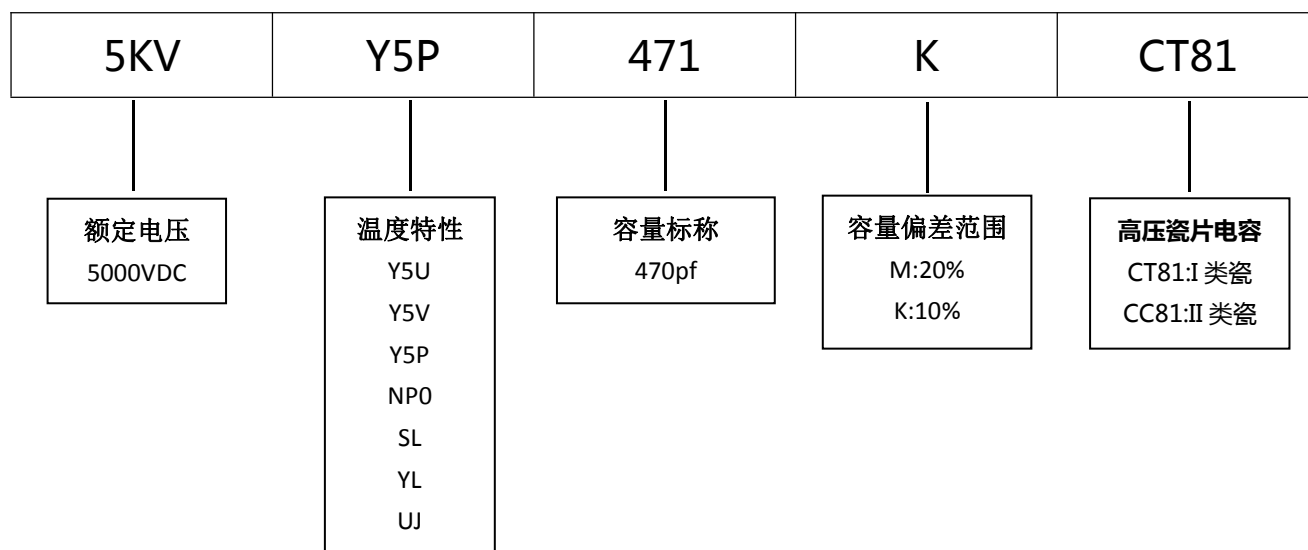 5KV Y5P 471 K CT81
额定电压
5000VDC
温度特性
Y5U
Y5V
Y5P
NP0
SL
YL
UJ
容量标称
470pf
容量偏差范围
M:20%
K:10%
高压瓷片电容
CT81:I 类瓷
CC81:II 类瓷